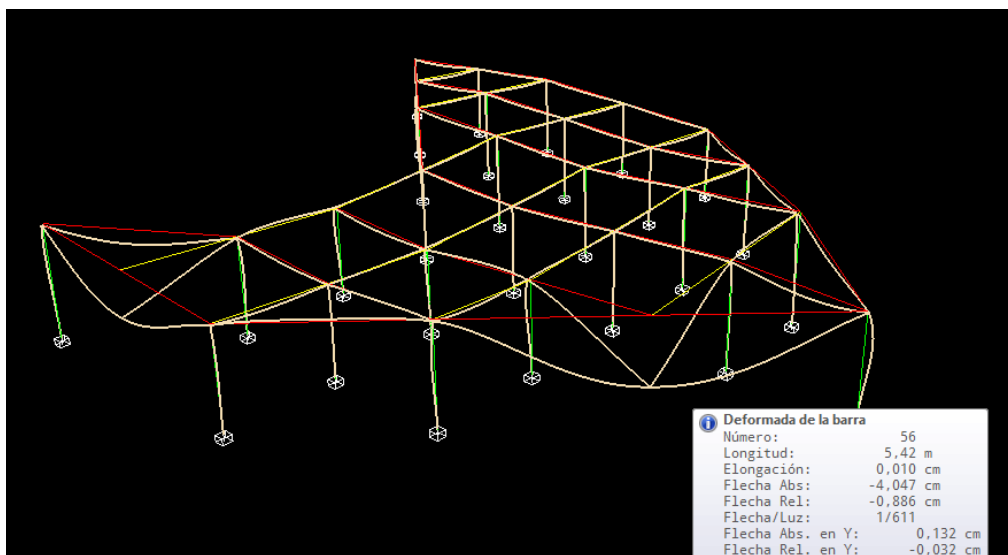 Deformada de la barra
Número: 56
Longitud: 5,42 m
Elongación: 0,010 cm
Flecha Abs: -4,047 cm
Flecha Rel: -0,886 cm
Flecha/Luz: 1/611
Flecha Abs. en Y: 0,132 cm
Flecha Rel. en Y: -0,032 cm